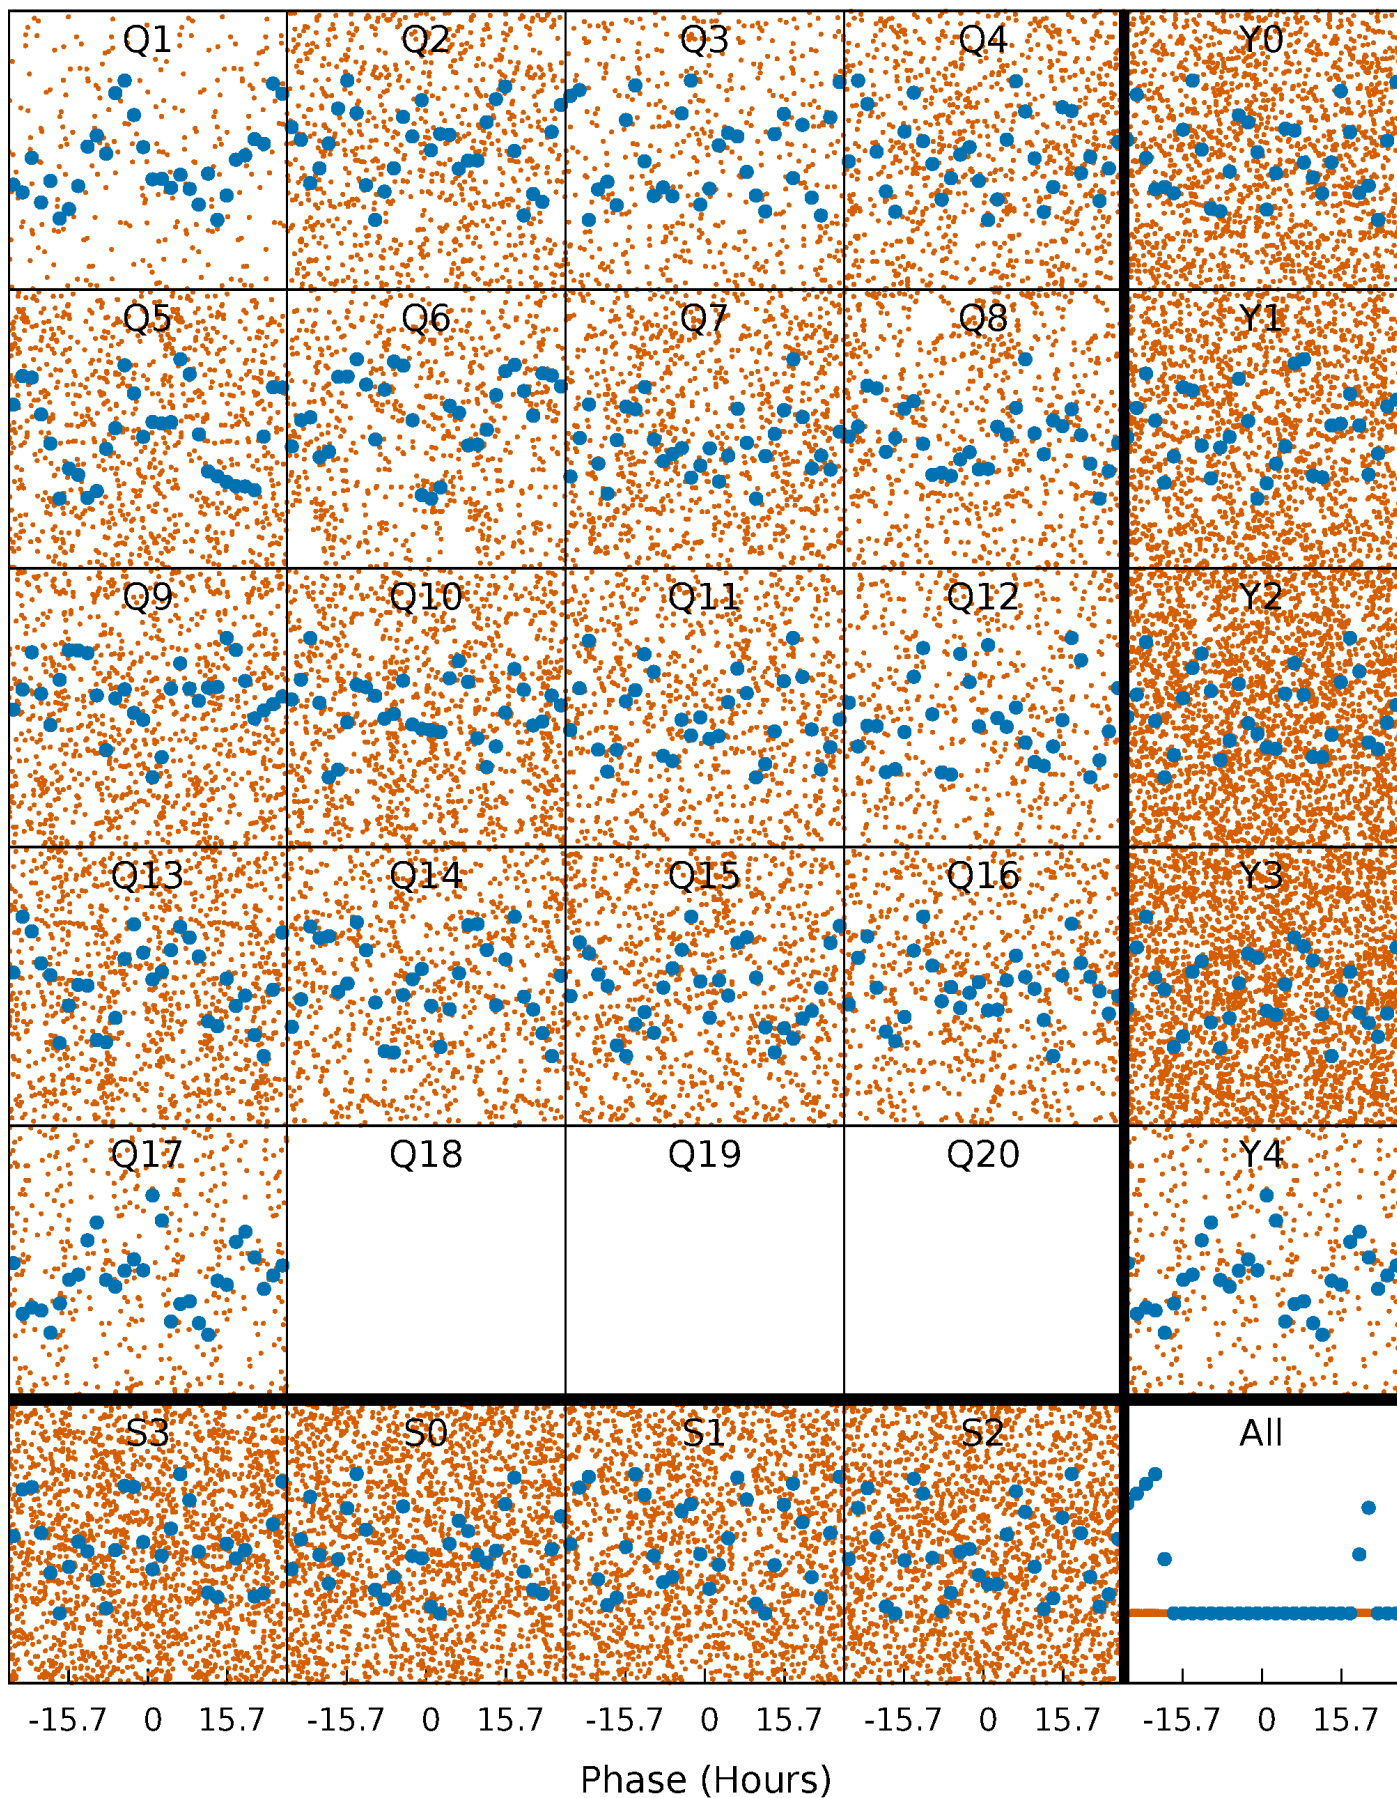 Q1 Q2 Q3 Q4 Y0
Q5 Q6 Q7 Q8 Y1
Q9 Q10 Q11 Q12 Y2
Q13 Q14 Q15 Q16 Y3
Q17 Q18 Q19 Q20 Y4
S3 S0 S1 S2 All
-15.7 0 15.7 -15.7 0 15.7 -15.7 0 15.7 -15.7 0 15.7 -15.7 0 15.7
Phase (Hours)